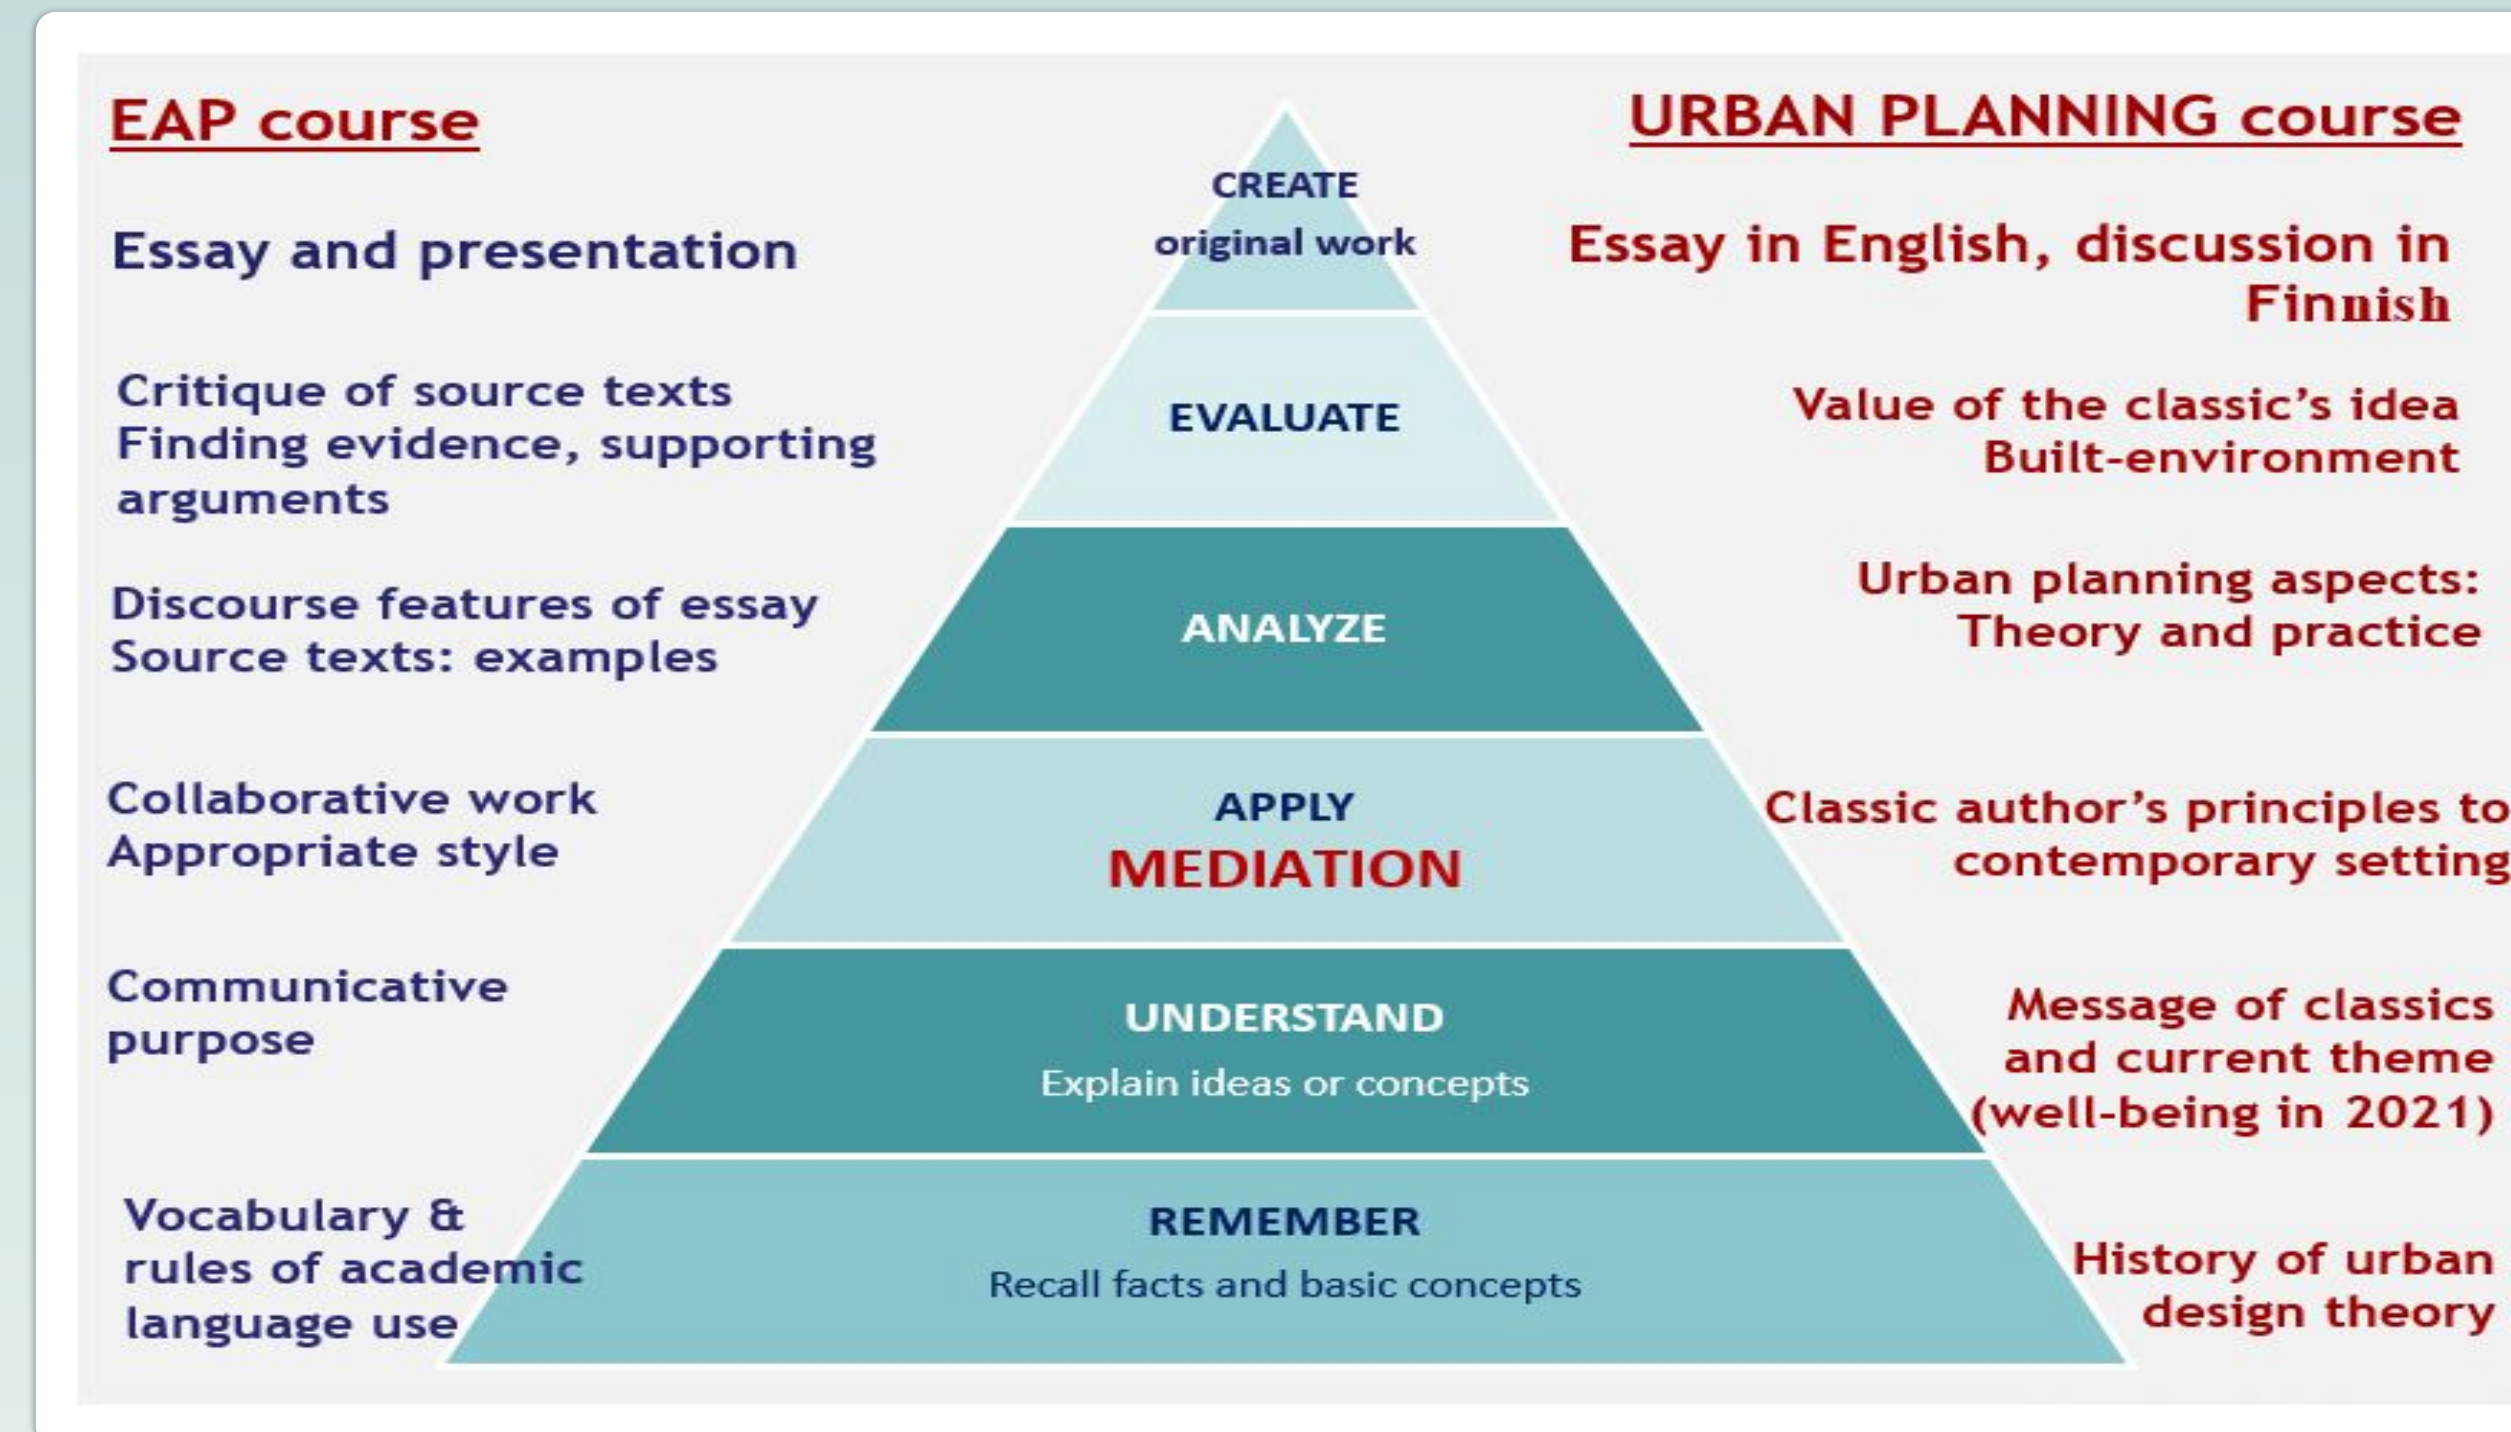 EAP course
URBAN PLANNING course
Essay and presentation
CREATE
original work
Essay in English, discussion in
Finnish
Critique of source texts
Finding evidence, supporting
arguments
EVALUATE
Value of the classic's idea
Built-environment
Discourse features of essay
Source texts: examples
ANALYZE
Urban planning aspects:
Theory and practice
Collaborative work
Appropriate style
APPLY
MEDIATION
Classic author's principles to
contemporary setting
Communicative
purpose
UNDERSTAND
Explain ideas or concepts
Message of classics
and current theme
(well-being in 2021)
Vocabulary &
rules of academic
language use
REMEMBER
Recall facts and basic concepts
History of urban
design theory